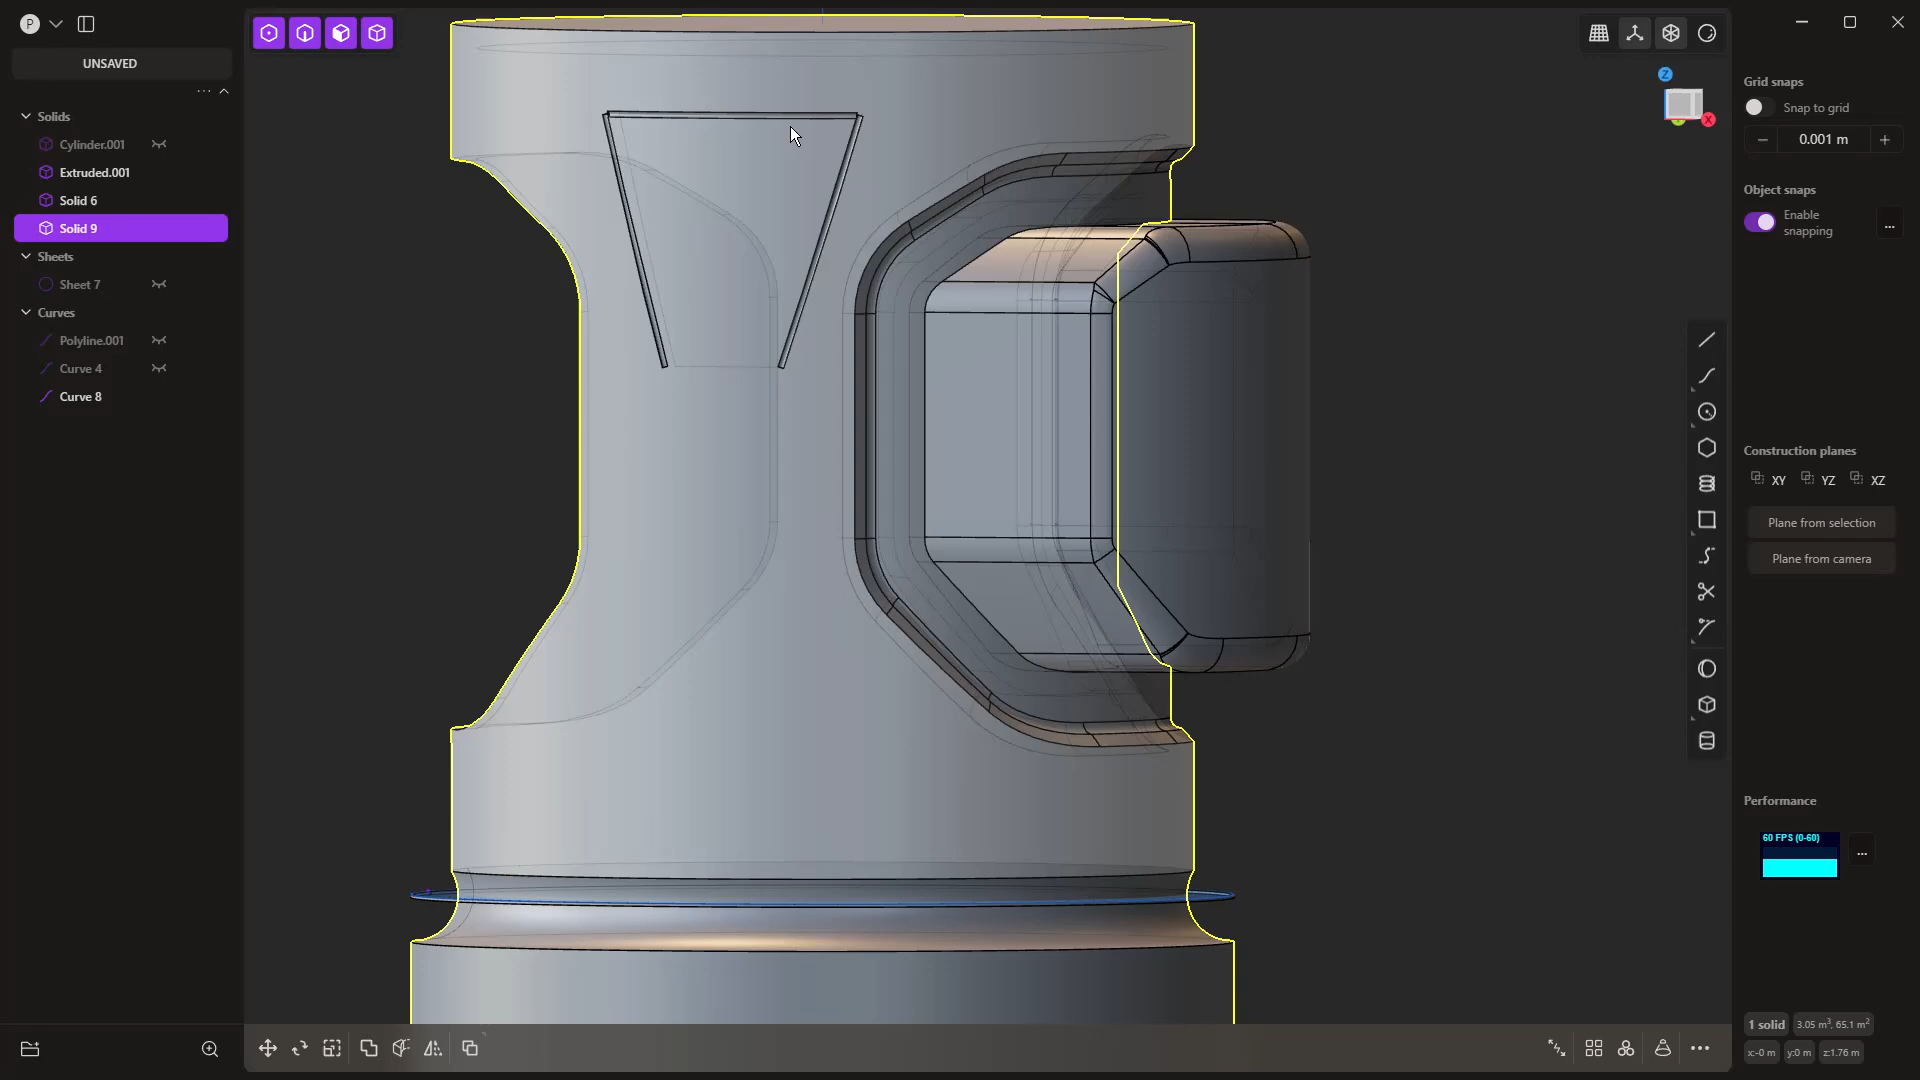 P
UNSAVED
Solids
Cylinder.001
Extruded.001
Solid 6
Solid 9
Sheets
Sheet 7
Curves
Polyline.001
Curve 4
Curve 8
Z
X
Grid snaps
Snap to grid
0.001 m
Object snaps
Enable
snapping
Construction planes
XY YZ XZ
Plane from selection
Plane from camera
Performance
60 FPS (0-60)
1 solid 3.05 m³, 65.1 m²
x:-0 m y:0 m z:1.76 m